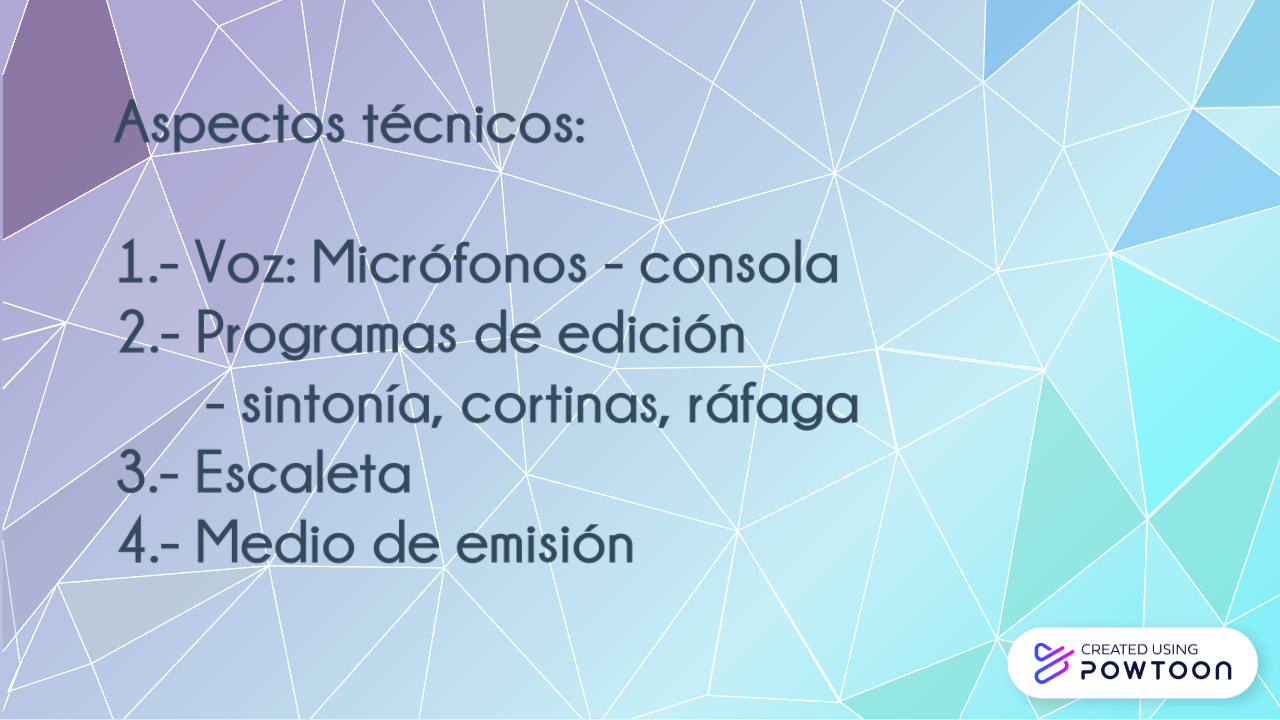 Aspectos técnicos:
1.- Voz: Micrófonos - consola
2.- Programas de edición
- sintonía, cortinas, ráfaga
3.- Escaleta
4.- Medio de emisión
CREATED USING
POWTOON